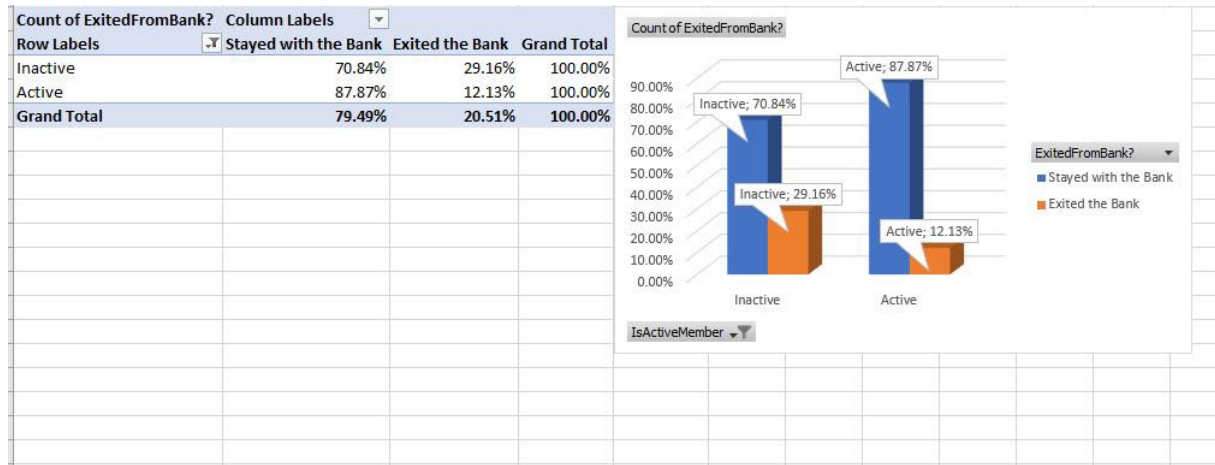 Count of ExitedFromBank? Column Labels
Row Labels Stayed with the Bank Exited the Bank Grand Total
Inactive 70.84% 29.16% 100.00%
Active 87.87% 12.13% 100.00%
Grand Total 79.49% 20.51% 100.00%
Count of ExitedFromBank?
Active; 87.87%
Inactive; 70.84%
Inactive; 29.16%
Active; 12.13%
90.00%
80.00%
70.00%
60.00%
50.00%
40.00%
30.00%
20.00%
10.00%
0.00%
Inactive Active
ExitedFromBank?
Stayed with the Bank
Exited the Bank
IsActiveMember